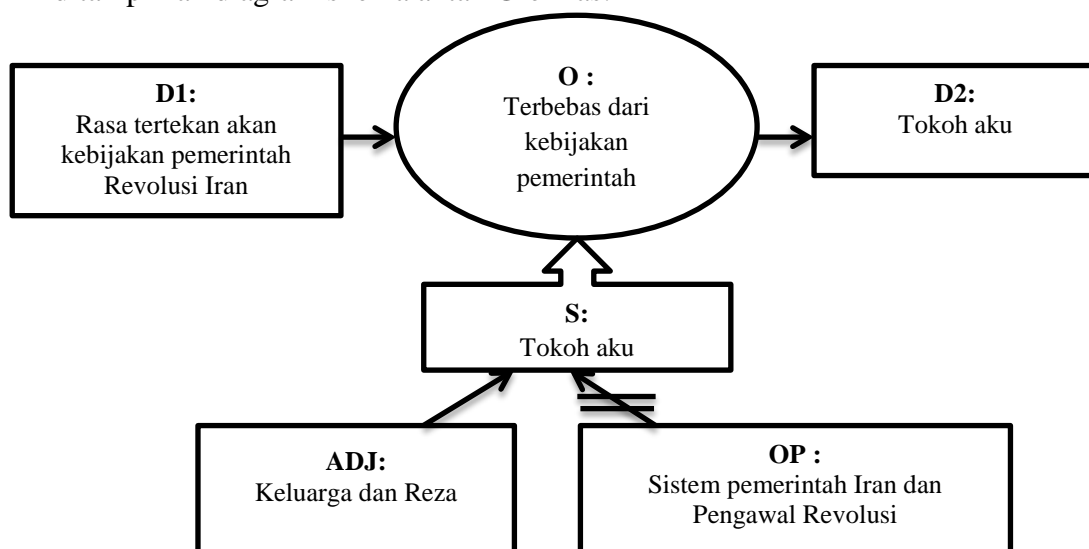 D1:
Rasa tertekan akan
kebijakan pemerintah
Revolusi Iran
O :
Terbebas dari
kebijakan
pemerintah
D2:
Tokoh aku
S:
Tokoh aku
ADJ:
Keluarga dan Reza
OP :
Sistem pemerintah Iran dan
Pengawal Revolusi